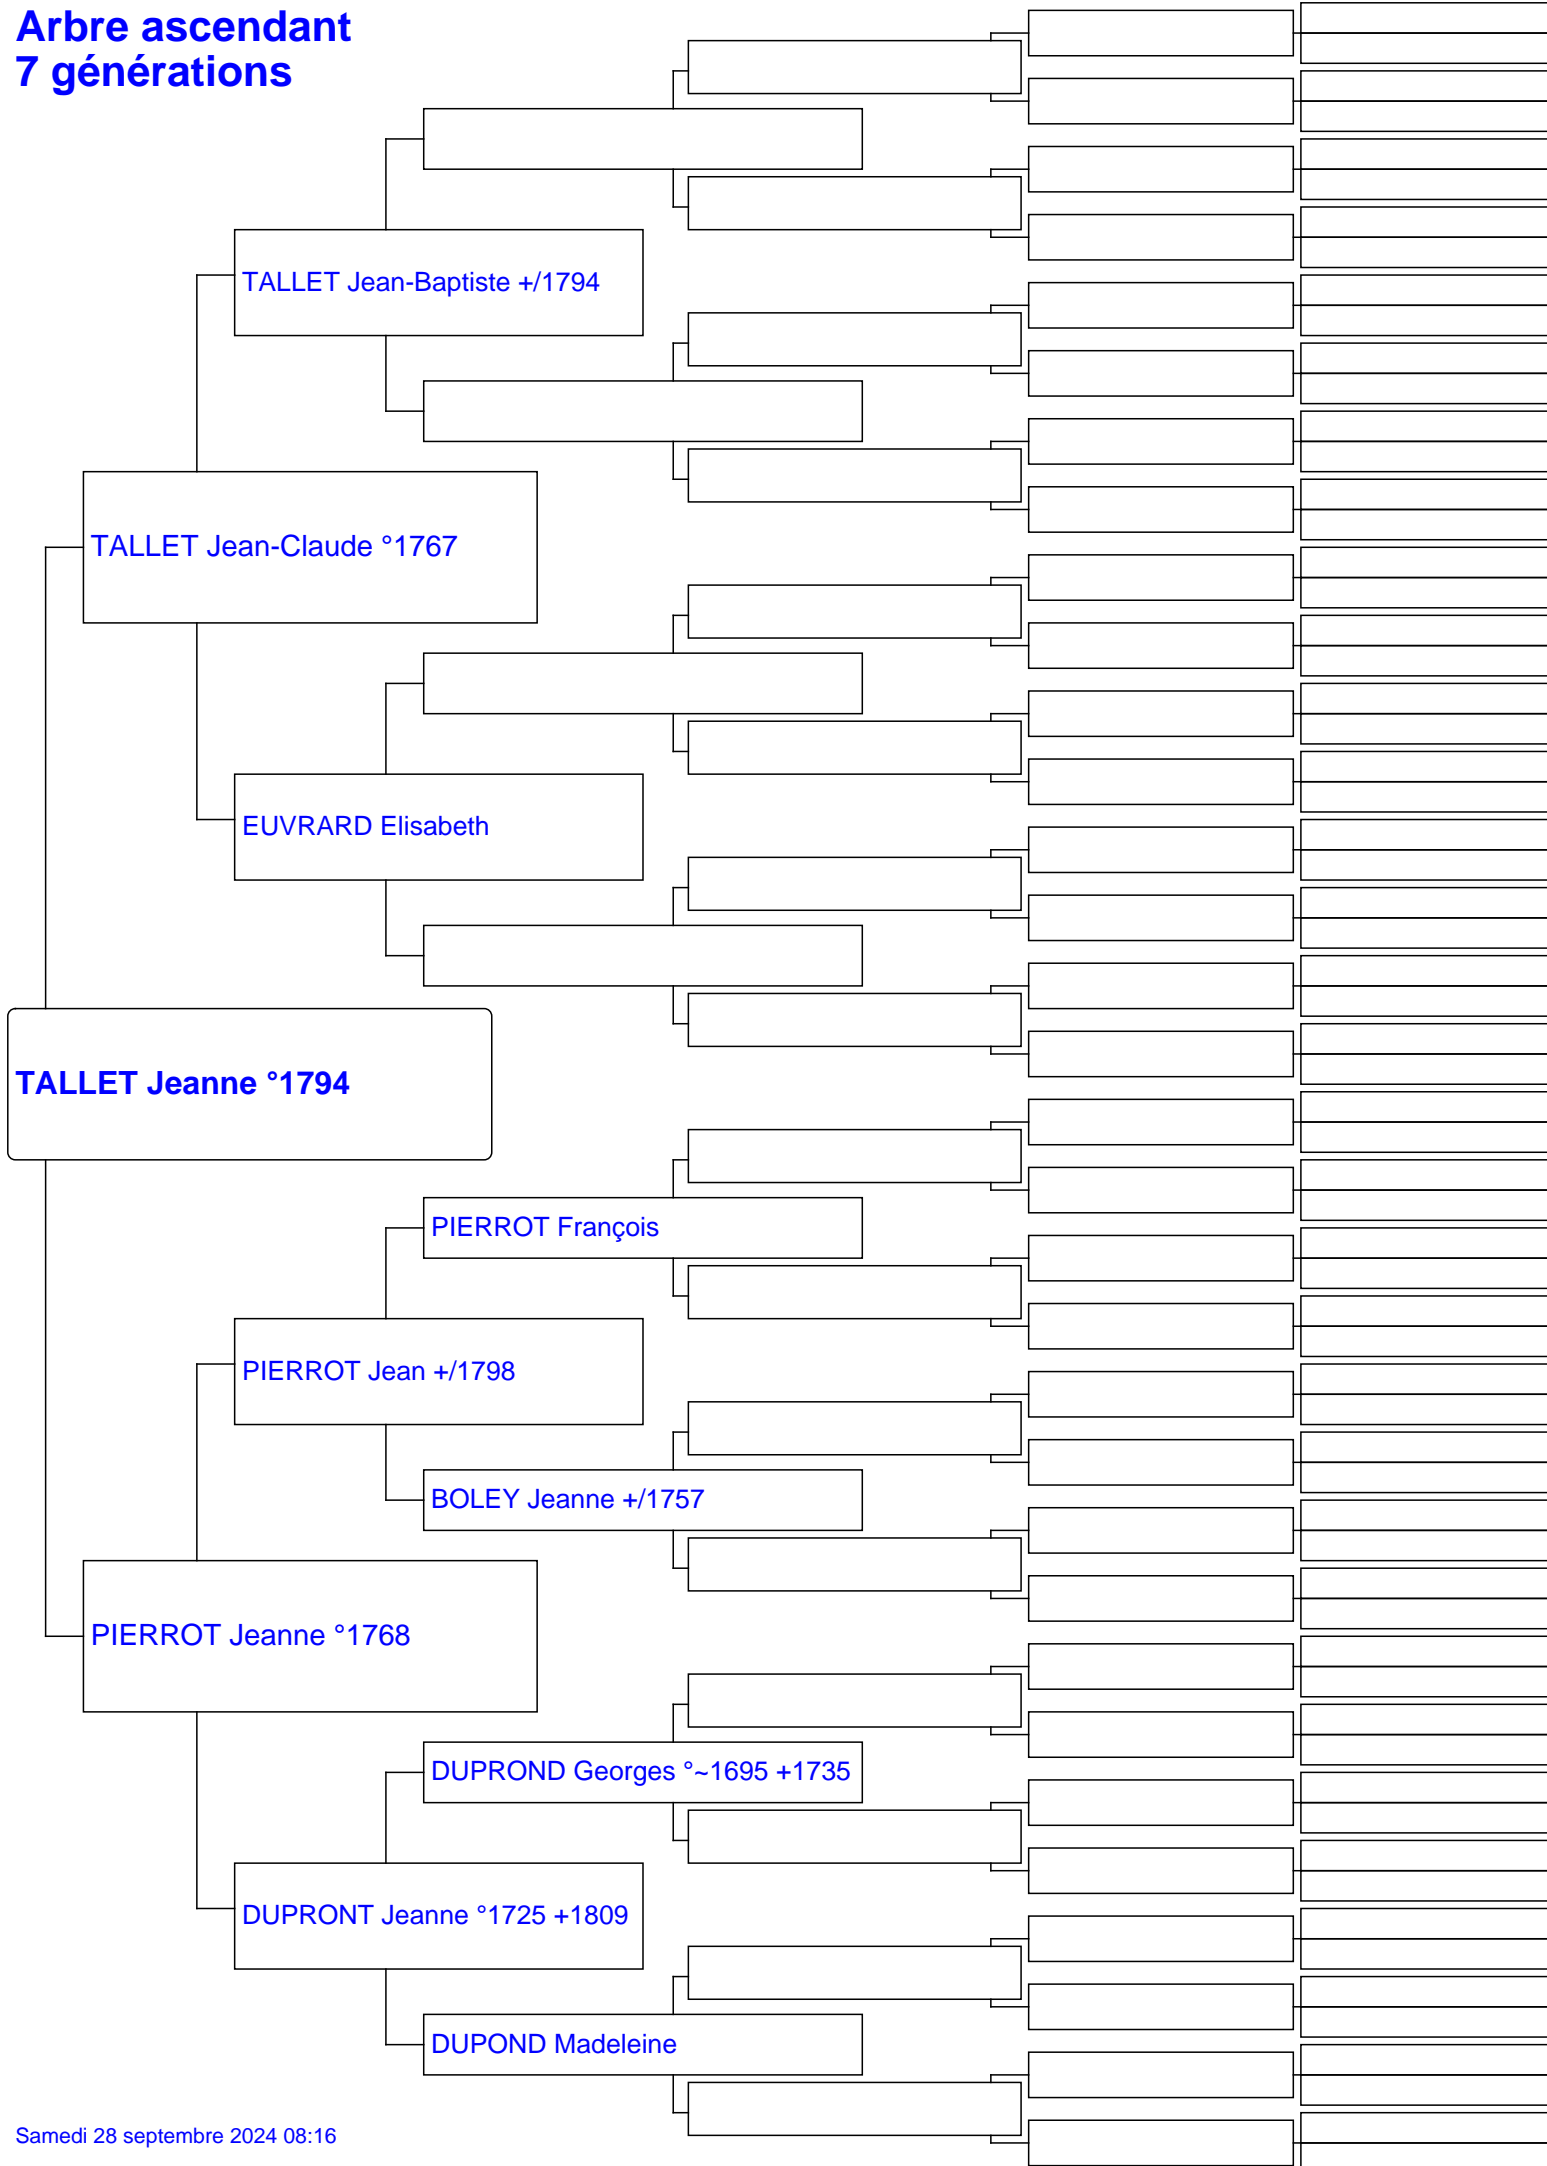 Arbre ascendant
7 générations
TALLET Jean-Baptiste +/1794
TALLET Jean-Claude °1767
EUVRARD Elisabeth
TALLET Jeanne °1794
PIERROT François
PIERROT Jean +/1798
BOLEY Jeanne +/1757
PIERROT Jeanne °1768
DUPROND Georges °~1695 +1735
DUPRONT Jeanne °1725 +1809
DUPOND Madeleine
Samedi 28 septembre 2024 08:16